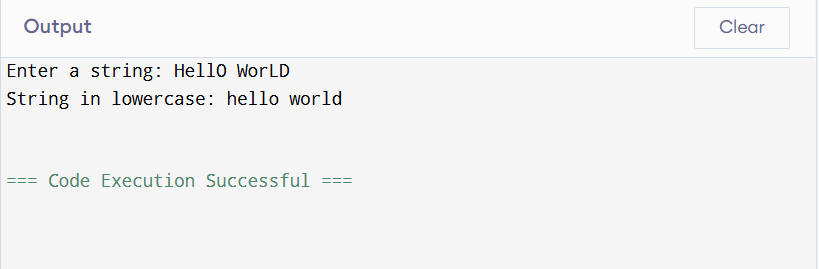 Output
Clear
Enter a string: HellO WorLD
String in lowercase: hello world
=== Code Execution Successful ===